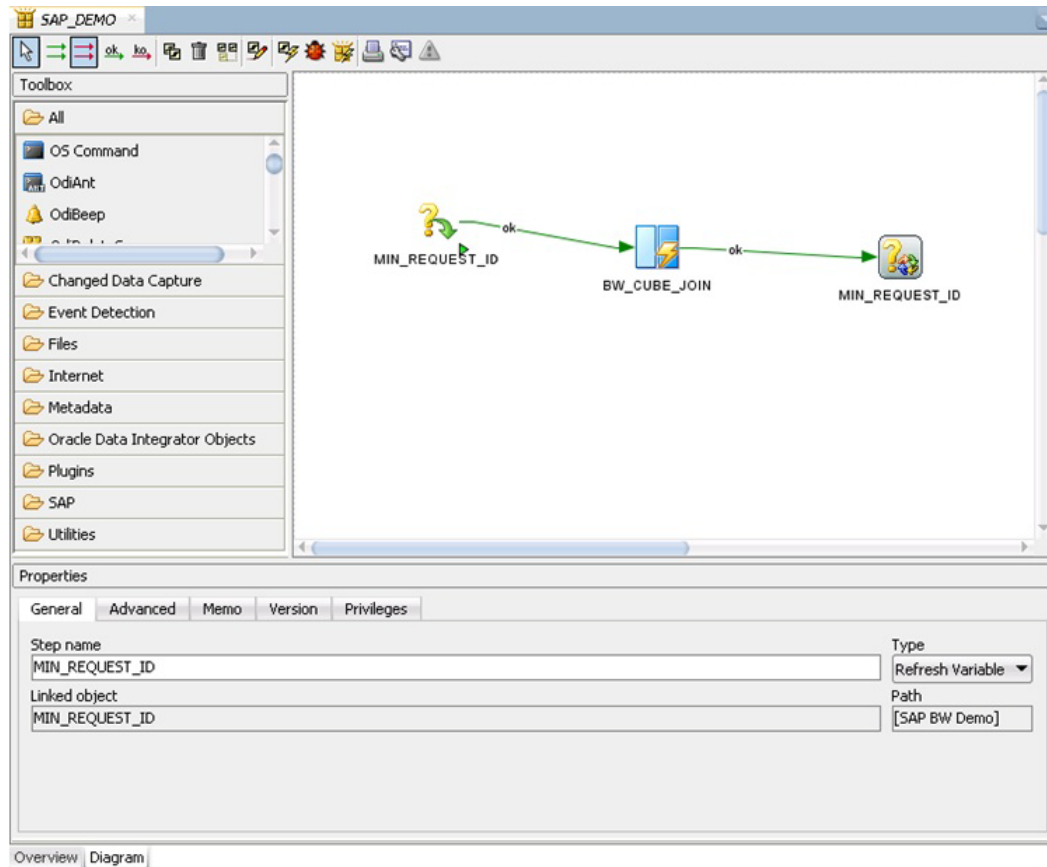 SAP_DEMO
ok ko
Toolbox
All
OS Command
OdiAnt
OdiBeep
Changed Data Capture
Event Detection
Files
Internet
Metadata
Oracle Data Integrator Objects
Plugins
SAP
Utilities
ok
MIN_REQUEST_ID
ok
BW_CUBE_JOIN
MIN_REQUEST_ID
Properties
General Advanced Memo Version Privileges
Step name Type
MIN_REQUEST_ID Refresh Variable
Linked object Path
MIN_REQUEST_ID [SAP BW Demo]
Overview Diagram